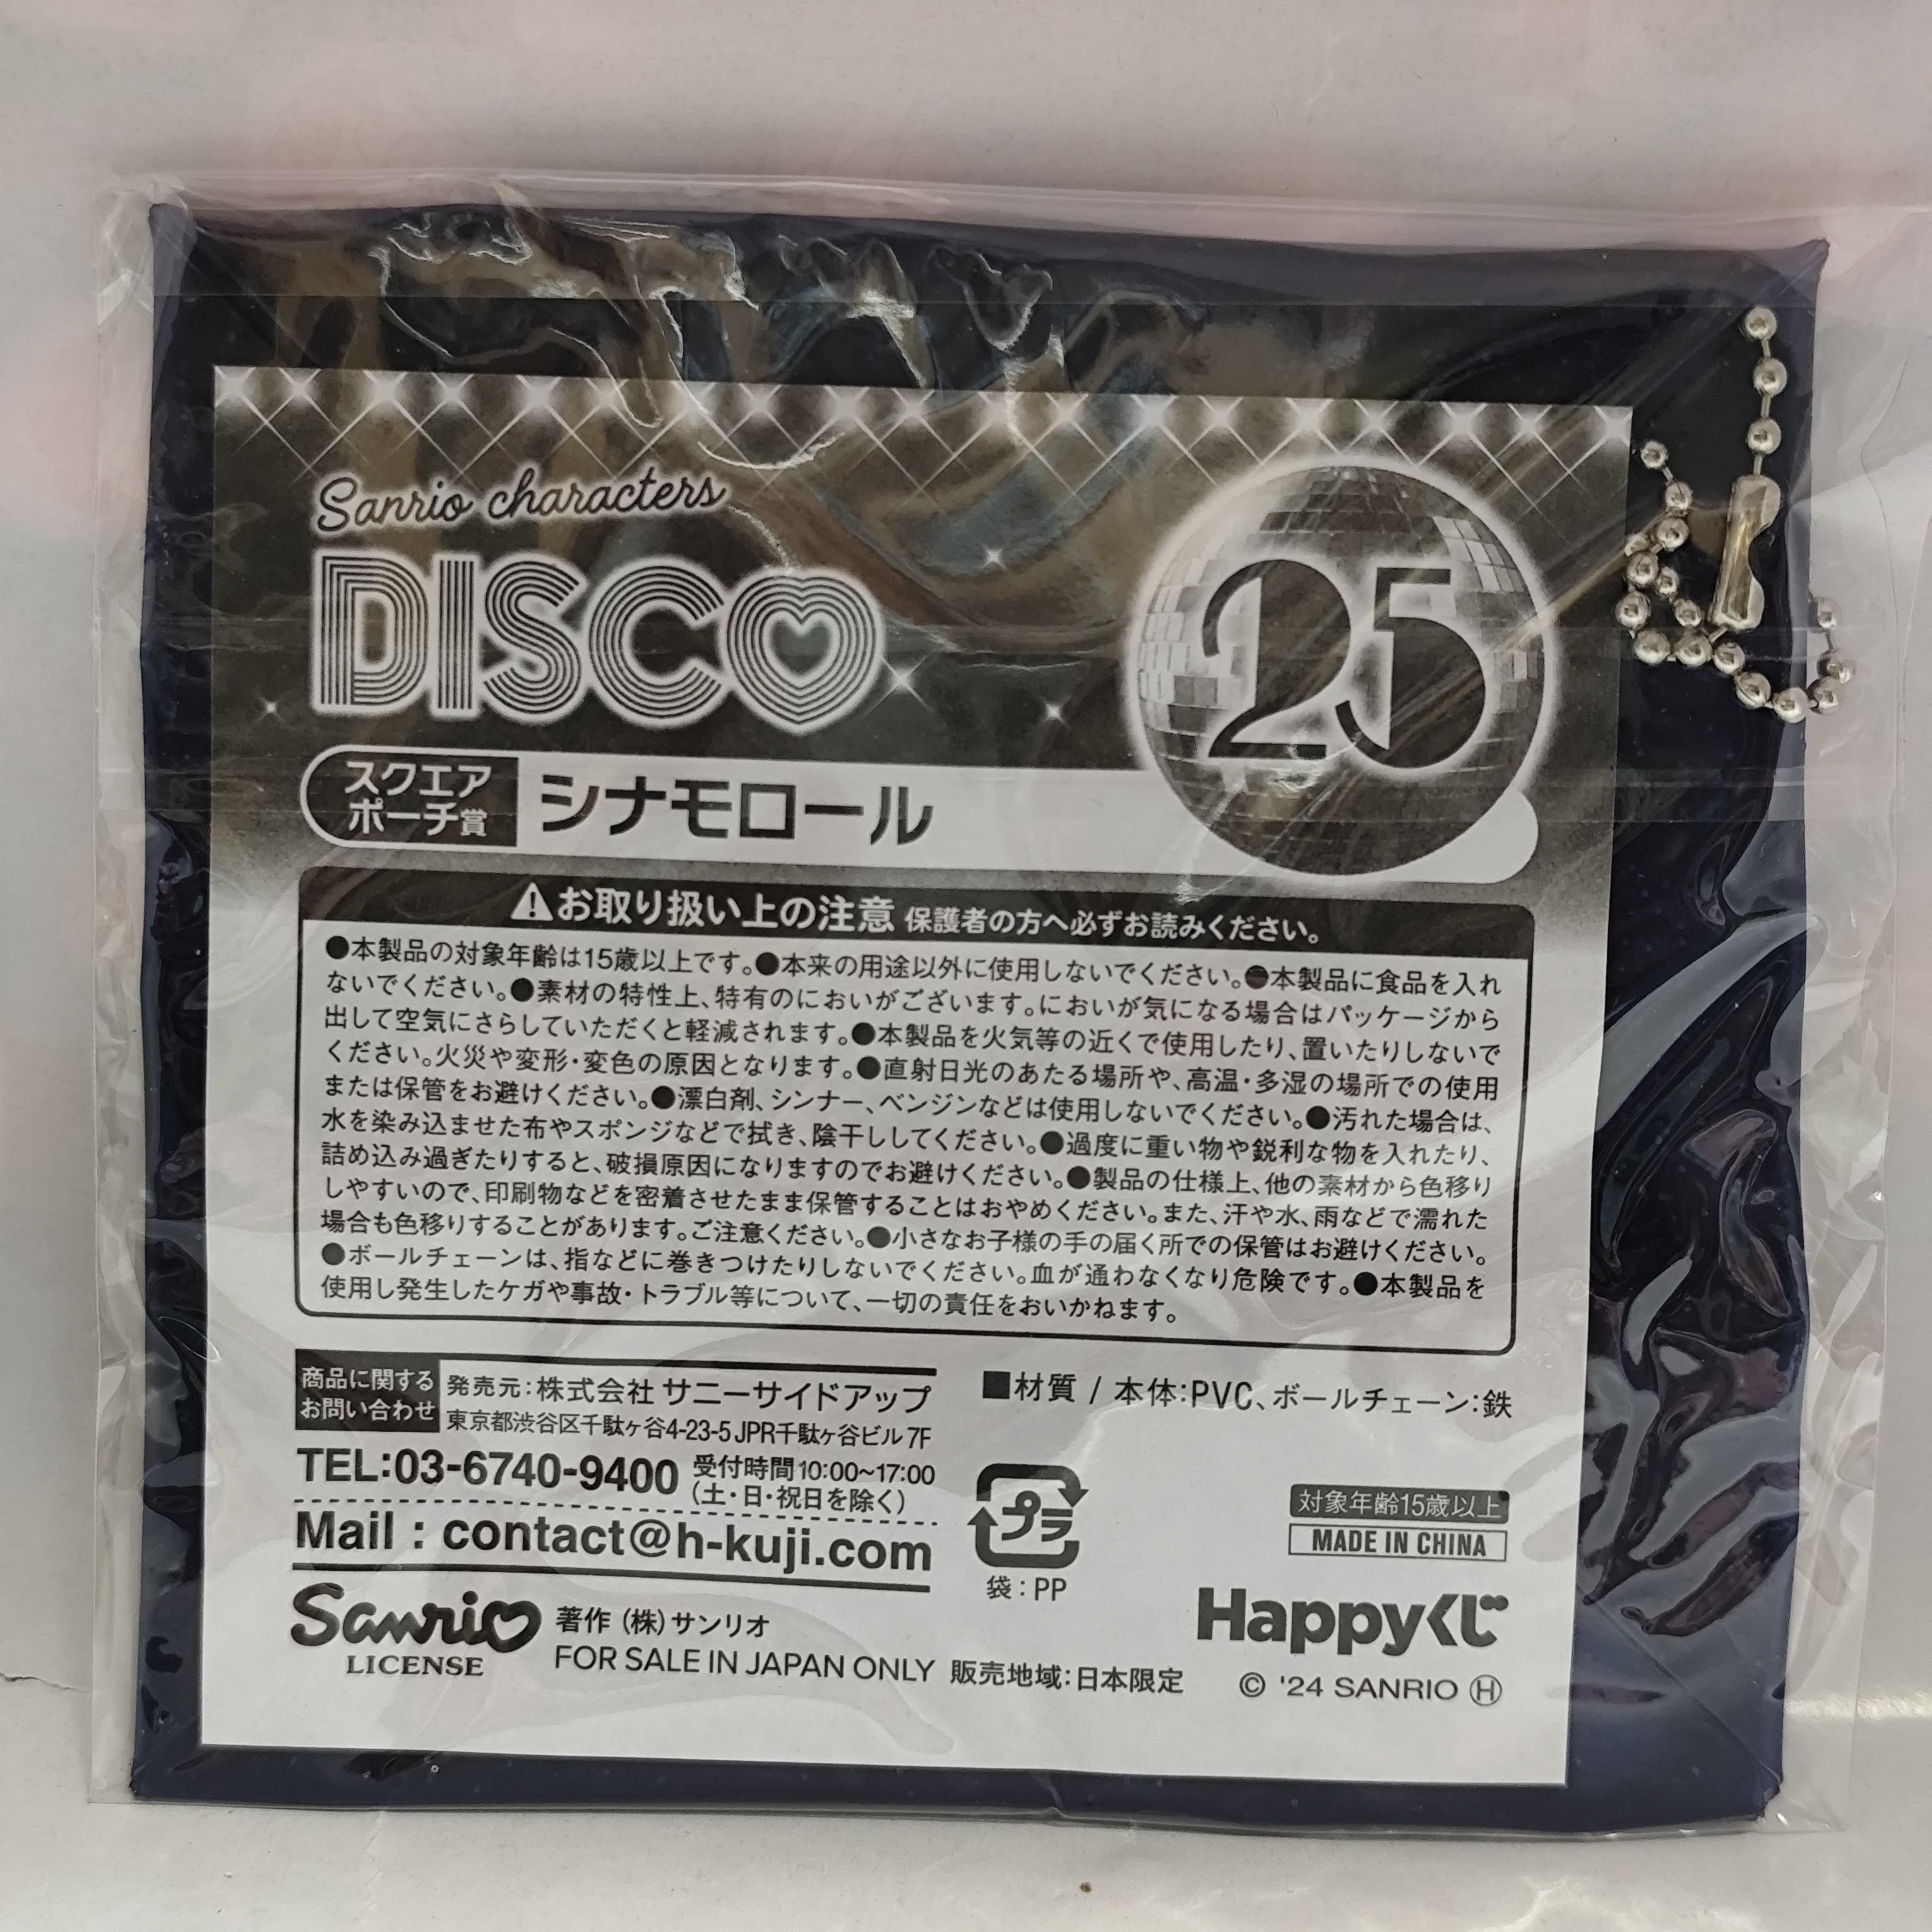 Sanrio characters
DISCO
25
スクエア
ポーチ賞
シナモロール
お取り扱い上の注意 保護者の方へ必ずお読みください。
●本製品の対象年齢は15歳以上です。●本来の用途以外に使用しないでください。●本製品に食品を入れ
ないでください。●素材の特性上、特有のにおいがございます。においが気になる場合はパッケージから
出して空気にさらしていただくと軽減されます。●本製品を火気等の近くで使用したり、置いたりしないで
ください。火災や変形・変色の原因となります。●直射日光のあたる場所や、高温・多湿の場所での使用
または保管をお避けください。●漂白剤、シンナー、ベンジンなどは使用しないでください。●汚れた場合は、
水を染み込ませた布やスポンジなどで拭き、陰干ししてください。●過度に重い物や鋭利な物を入れたり、
詰め込み過ぎたりすると、破損原因になりますのでお避けください。●製品の仕様上、他の素材から色移り
しやすいので、印刷物などを密着させたまま保管することはおやめください。また、汗や水、雨などで濡れた
場合も色移りすることがあります。ご注意ください。●小さなお子様の手の届く所での保管はお避けください。
●ボールチェーンは、指などに巻きつけたりしないでください。血が通わなくなり危険です。●本製品を
使用し発生したケガや事故・トラブル等について、一切の責任をおいかねます。
商品に関する
お問い合わせ
発売元：株式会社 サニーサイドアップ
東京都渋谷区千駄ヶ谷4-23-5 JPR千駄ヶ谷ビル 7F
TEL：03-6740-9400 受付時間10:00~17:00
（土・日・祝日を除く）
Mail：contact@h-kuji.com
■材質 / 本体：PVC、ボールチェーン：鉄
プラ
袋：PP
対象年齢15歳以上
MADE IN CHINA
Sanrio
LICENSE
著作（株）サンリオ
FOR SALE IN JAPAN ONLY 販売地域：日本限定
Happyくじ
© '24 SANRIO Ⓗ